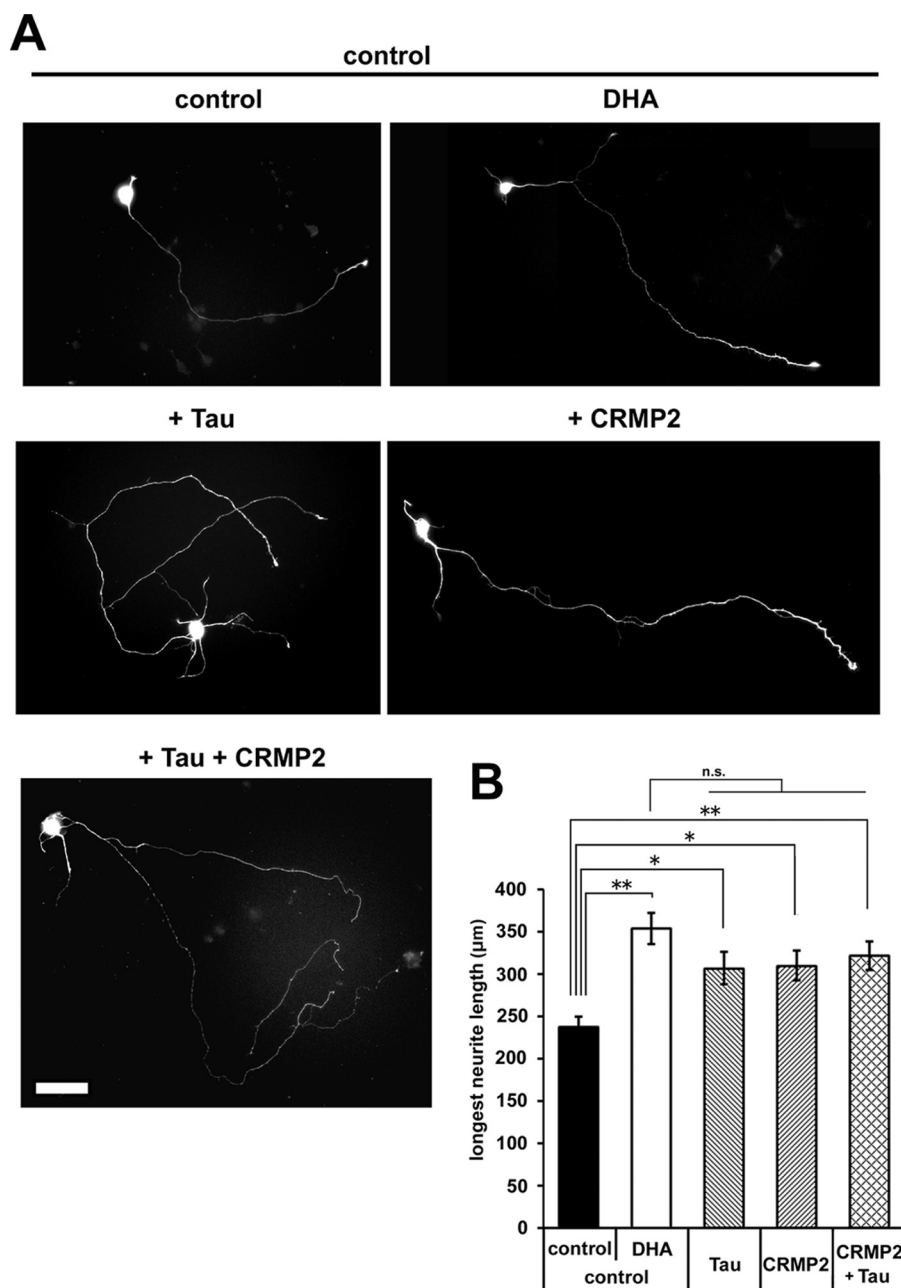 A
control
control DHA
+ Tau + CRMP2
+ Tau + CRMP2
B
n.s.
**
*
*
**
longest neurite length (µm)
400
350
300
250
200
150
100
50
0
control DHA Tau CRMP2 CRMP2
+ Tau
control